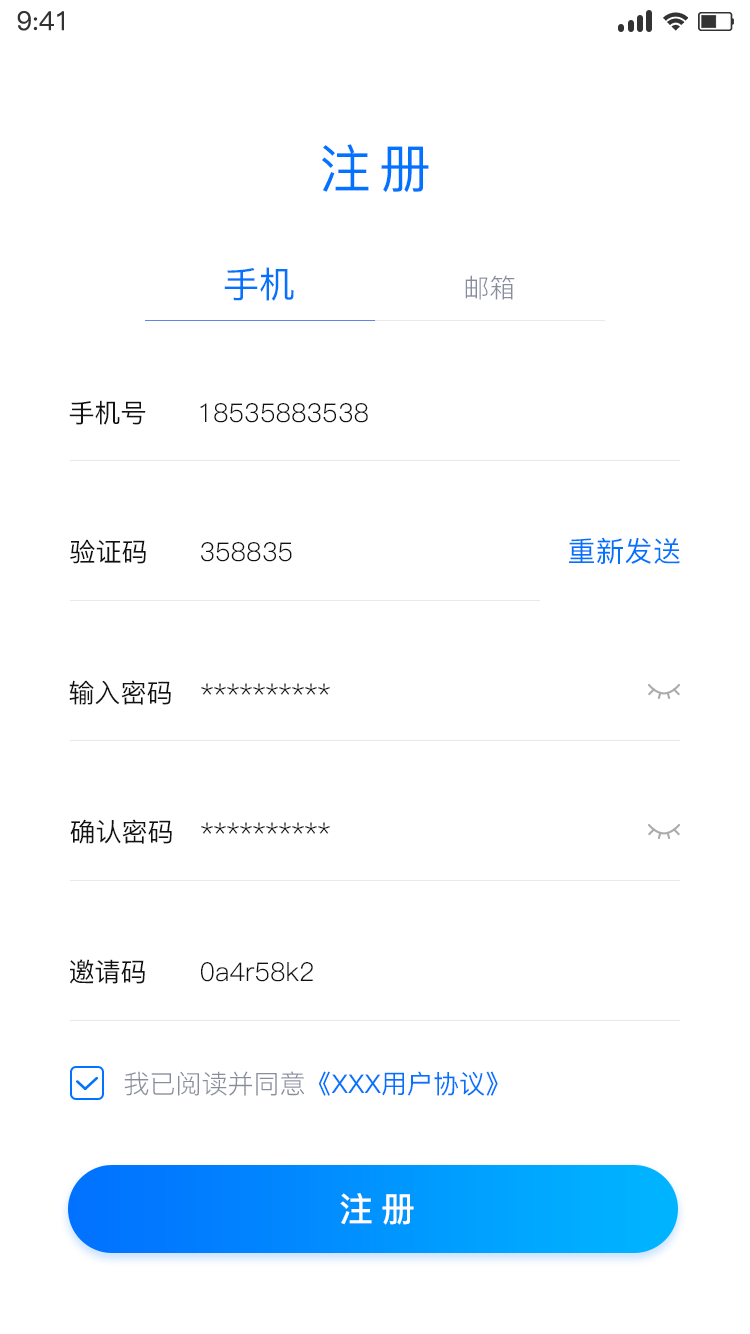 9:41
注册
手机 邮箱
手机号 18535883538
验证码 358835 重新发送
输入密码 **********
确认密码 **********
邀请码 0a4r58k2
我已阅读并同意《XXX用户协议》
注册